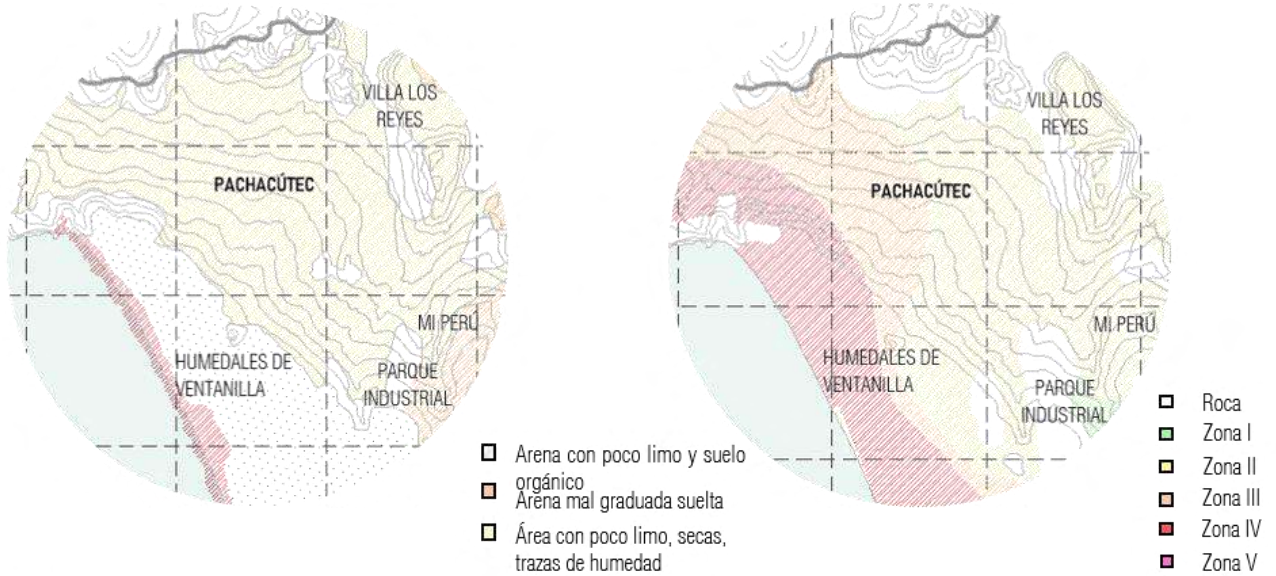 VILLA LOS
REYES
PACHACÚTEC
MI PERÚ
HUMEDALES DE
VENTANILLA
PARQUE
INDUSTRIAL
Arena con poco limo y suelo
orgánico
Arena mal graduada suelta
Área con poco limo, secas,
trazas de humedad
VILLA LOS
REYES
PACHACÚTEC
MI PERÚ
HUMEDALES DE
VENTANILLA
PARQUE
INDUSTRIAL
Roca
Zona I
Zona II
Zona III
Zona IV
Zona V